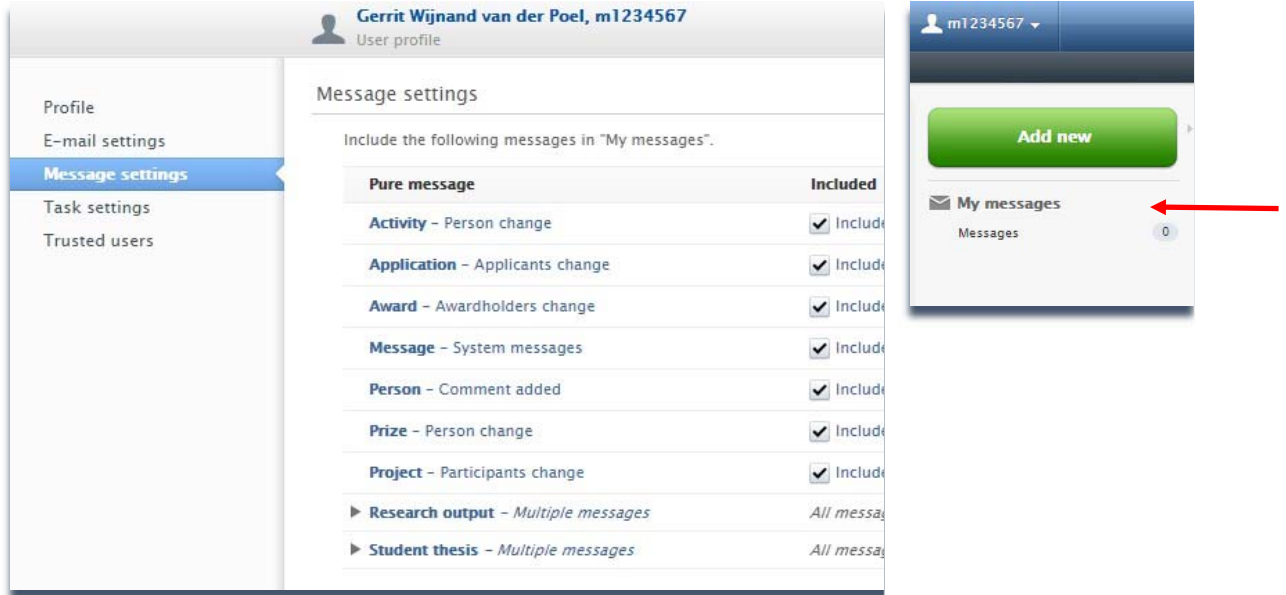 Gerrit Wijnand van der Poel, m1234567
User profile
Profile
E-mail settings
Message settings
Task settings
Trusted users
Message settings
Include the following messages in "My messages".
Pure message Included
Activity – Person change Include
Application – Applicants change Include
Award – Awardholders change Include
Message – System messages Include
Person – Comment added Include
Prize – Person change Include
Project – Participants change Include
Research output – Multiple messages All messag
Student thesis – Multiple messages All messag
m1234567
Add new
My messages
Messages 0